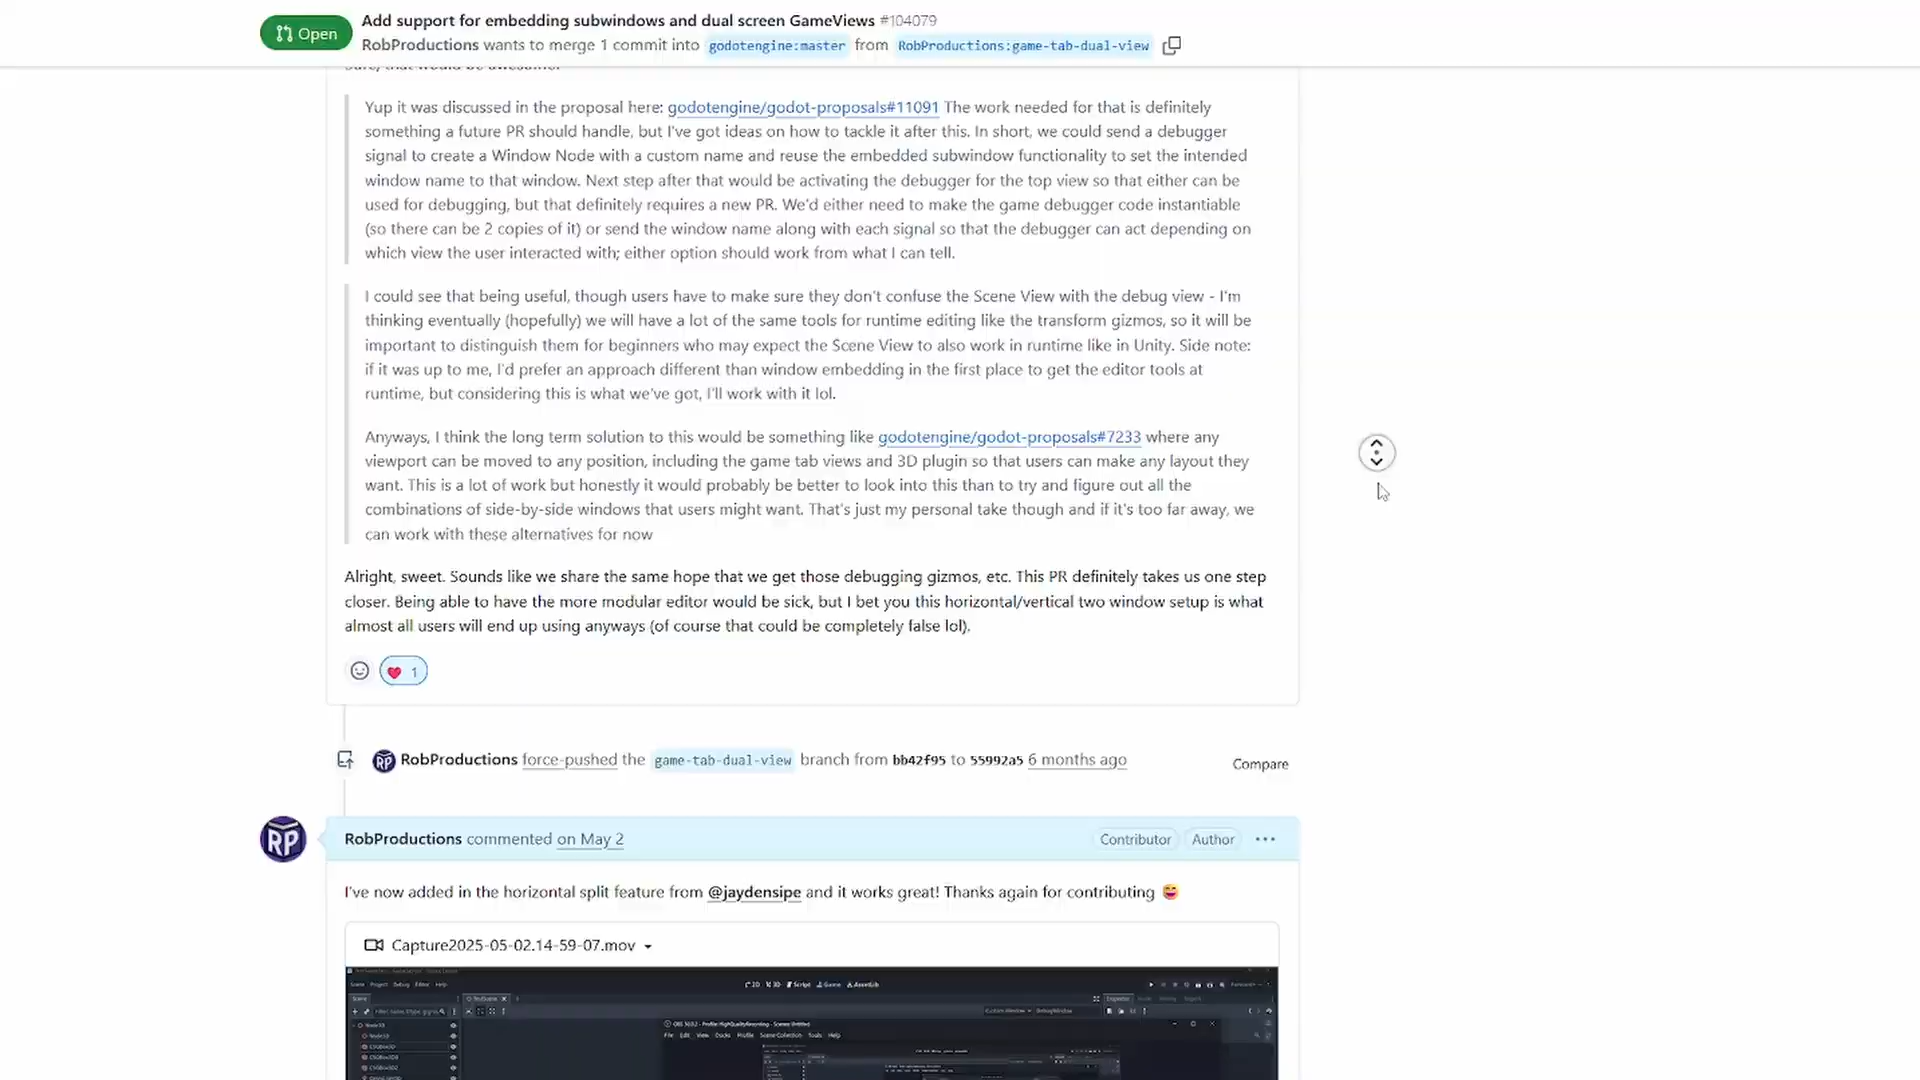 Open
Add support for embedding subwindows and dual screen GameViews #104079
RobProductions wants to merge 1 commit into godotengine:master from RobProductions:game-tab-dual-view
Yup it was discussed in the proposal here: godotengine/godot-proposals#11091 The work needed for that is definitely
something a future PR should handle, but I've got ideas on how to tackle it after this. In short, we could send a debugger
signal to create a Window Node with a custom name and reuse the embedded subwindow functionality to set the intended
window name to that window. Next step after that would be activating the debugger for the top view so that either can be
used for debugging, but that definitely requires a new PR. We'd either need to make the game debugger code instantiable
(so there can be 2 copies of it) or send the window name along with each signal so that the debugger can act depending on
which view the user interacted with; either option should work from what I can tell.
I could see that being useful, though users have to make sure they don't confuse the Scene View with the debug view - I'm
thinking eventually (hopefully) we will have a lot of the same tools for runtime editing like the transform gizmos, so it will be
important to distinguish them for beginners who may expect the Scene View to also work in runtime like in Unity. Side note:
if it was up to me, I'd prefer an approach different than window embedding in the first place to get the editor tools at
runtime, but considering this is what we've got, I'll work with it lol.
Anyways, I think the long term solution to this would be something like godotengine/godot-proposals#7233 where any
viewport can be moved to any position, including the game tab views and 3D plugin so that users can make any layout they
want. This is a lot of work but honestly it would probably be better to look into this than to try and figure out all the
combinations of side-by-side windows that users might want. That's just my personal take though and if it's too far away, we
can work with these alternatives for now
Alright, sweet. Sounds like we share the same hope that we get those debugging gizmos, etc. This PR definitely takes us one step
closer. Being able to have the more modular editor would be sick, but I bet you this horizontal/vertical two window setup is what
almost all users will end up using anyways (of course that could be completely false lol).
1
RP RobProductions force-pushed the game-tab-dual-view branch from bb42f95 to 55992a5 6 months ago
Compare
RP
RobProductions commented on May 2
Contributor
Author
I've now added in the horizontal split feature from @jaydensipe and it works great! Thanks again for contributing
Capture2025-05-02.14-59-07.mov
Scene Project Debug Editor Help
2D 3D Script Game AssetLib
Scene
Inspector
File Edit View Docks Profile Scene Collection Tools Help